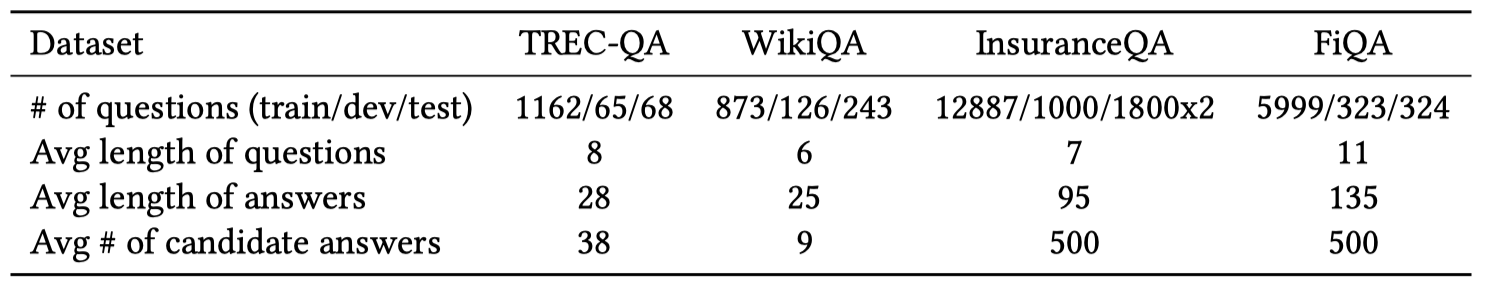 Dataset TREC-QA WikiQA InsuranceQA FiQA
# of questions (train/dev/test) 1162/65/68 873/126/243 12887/1000/1800x2 5999/323/324
Avg length of questions 8 6 7 11
Avg length of answers 28 25 95 135
Avg # of candidate answers 38 9 500 500